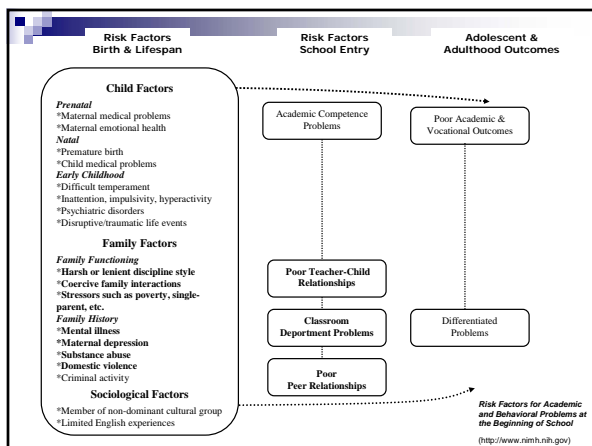 Risk Factors
Birth & Lifespan
Risk Factors
School Entry
Adolescent &
Adulthood Outcomes
Child Factors
Prenatal
*Maternal medical problems
*Maternal emotional health
Natal
*Premature birth
*Child medical problems
Early Childhood
*Difficult temperament
*Inattention, impulsivity, hyperactivity
*Psychiatric disorders
*Disruptive/traumatic life events
Family Factors
Family Functioning
*Harsh or lenient discipline style
*Coercive family interactions
*Stressors such as poverty, single-
parent, etc.
Family History
*Mental illness
*Maternal depression
*Substance abuse
*Domestic violence
*Criminal activity
Sociological Factors
*Member of non-dominant cultural group
*Limited English experiences
Academic Competence
Problems
Poor Teacher-Child
Relationships
Classroom
Deportment Problems
Poor
Peer Relationships
Poor Academic &
Vocational Outcomes
Differentiated
Problems
Risk Factors for Academic
and Behavioral Problems at
the Beginning of School
(http://www.nimh.nih.gov)